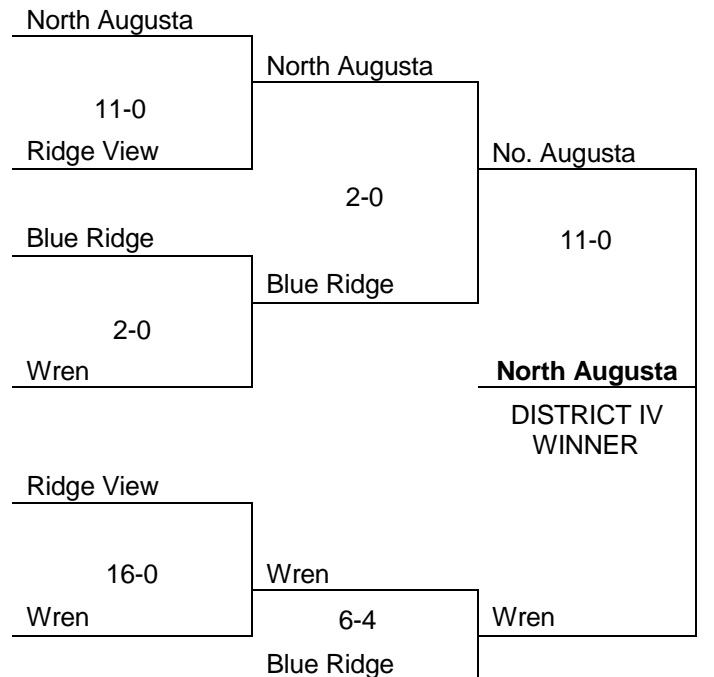 North Augusta
North Augusta
11-0
Ridge View
No. Augusta
2-0
Blue Ridge
11-0
Blue Ridge
2-0
Wren
North Augusta
DISTRICT IV
WINNER
Ridge View
16-0
Wren
Wren
6-4
Wren
Blue Ridge